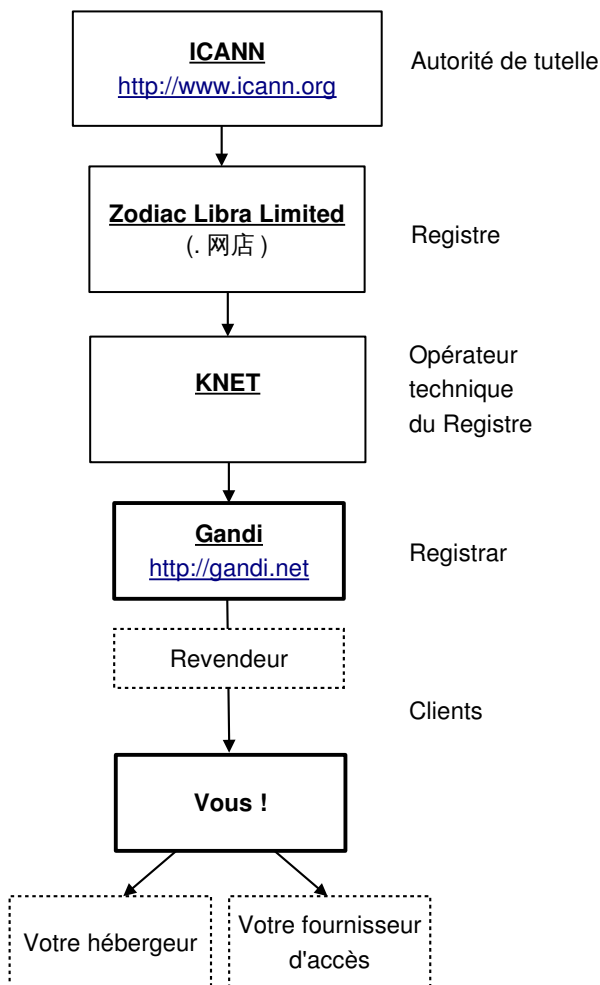 ICANN
http://www.icann.org
Autorité de tutelle
Zodiac Libra Limited
(. 网店 )
Registre
KNET
Opérateur
technique
du Registre
Gandi
http://gandi.net
Registrar
Revendeur
Clients
Vous !
Votre hébergeur
Votre fournisseur
d'accès